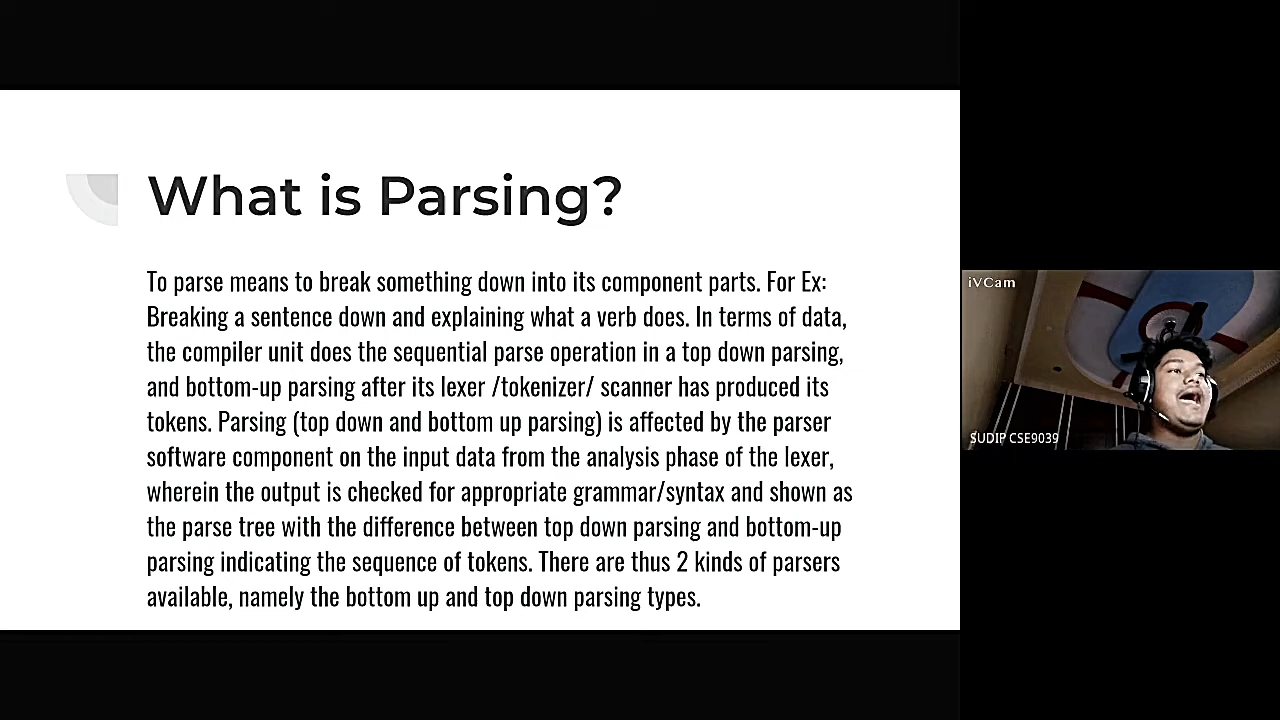 What is Parsing?
To parse means to break something down into its component parts. For Ex:
Breaking a sentence down and explaining what a verb does. In terms of data,
the compiler unit does the sequential parse operation in a top down parsing,
and bottom-up parsing after its lexer /tokenizer/ scanner has produced its
tokens. Parsing (top down and bottom up parsing) is affected by the parser
software component on the input data from the analysis phase of the lexer,
wherein the output is checked for appropriate grammar/syntax and shown as
the parse tree with the difference between top down parsing and bottom-up
parsing indicating the sequence of tokens. There are thus 2 kinds of parsers
available, namely the bottom up and top down parsing types.
iVCam
SUDIP CSE9039